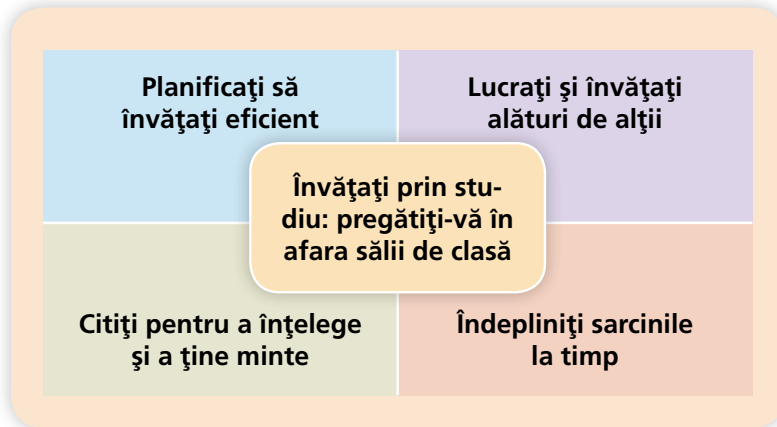 Planificaţi să
învăţaţi eficient
Lucraţi şi învăţaţi
alături de alţii
Învăţaţi prin stu-
diu: pregătiţi-vă în
afara sălii de clasă
Citiţi pentru a înţelege
şi a ţine minte
Îndepliniţi sarcinile
la timp